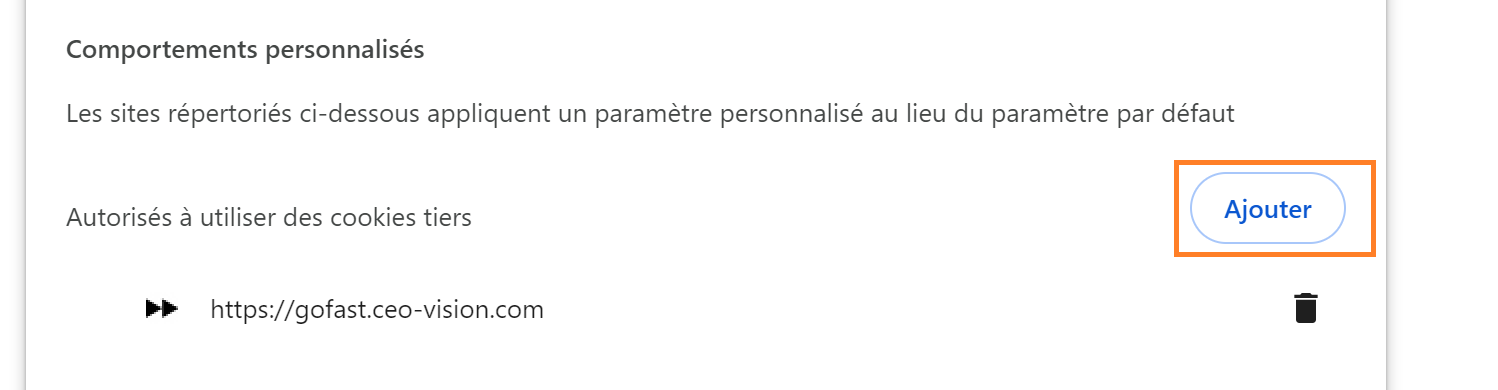 Comportements personnalisés
Les sites répertoriés ci-dessous appliquent un paramètre personnalisé au lieu du paramètre par défaut
Autorisés à utiliser des cookies tiers
Ajouter
https://gofast.ceo-vision.com